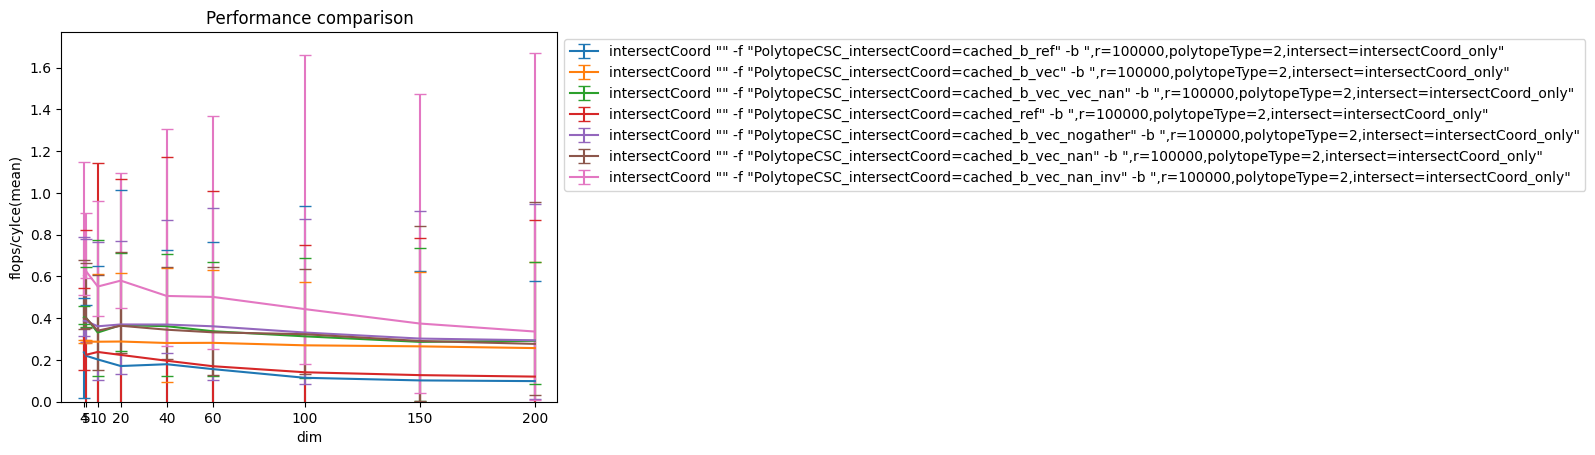 Performance comparison
flops/cylce(mean)
1.6
1.4
1.2
1.0
0.8
0.6
0.4
0.2
0.0
4 5 10 20 40 60 100 150 200
dim
intersectCoord "" -f "PolytopeCSC_intersectCoord=cached_b_ref" -b ",r=100000,polytopeType=2,intersect=intersectCoord_only"
intersectCoord "" -f "PolytopeCSC_intersectCoord=cached_b_vec" -b ",r=100000,polytopeType=2,intersect=intersectCoord_only"
intersectCoord "" -f "PolytopeCSC_intersectCoord=cached_b_vec_vec_nan" -b ",r=100000,polytopeType=2,intersect=intersectCoord_only"
intersectCoord "" -f "PolytopeCSC_intersectCoord=cached_ref" -b ",r=100000,polytopeType=2,intersect=intersectCoord_only"
intersectCoord "" -f "PolytopeCSC_intersectCoord=cached_b_vec_nogather" -b ",r=100000,polytopeType=2,intersect=intersectCoord_only"
intersectCoord "" -f "PolytopeCSC_intersectCoord=cached_b_vec_nan" -b ",r=100000,polytopeType=2,intersect=intersectCoord_only"
intersectCoord "" -f "PolytopeCSC_intersectCoord=cached_b_vec_nan_inv" -b ",r=100000,polytopeType=2,intersect=intersectCoord_only"